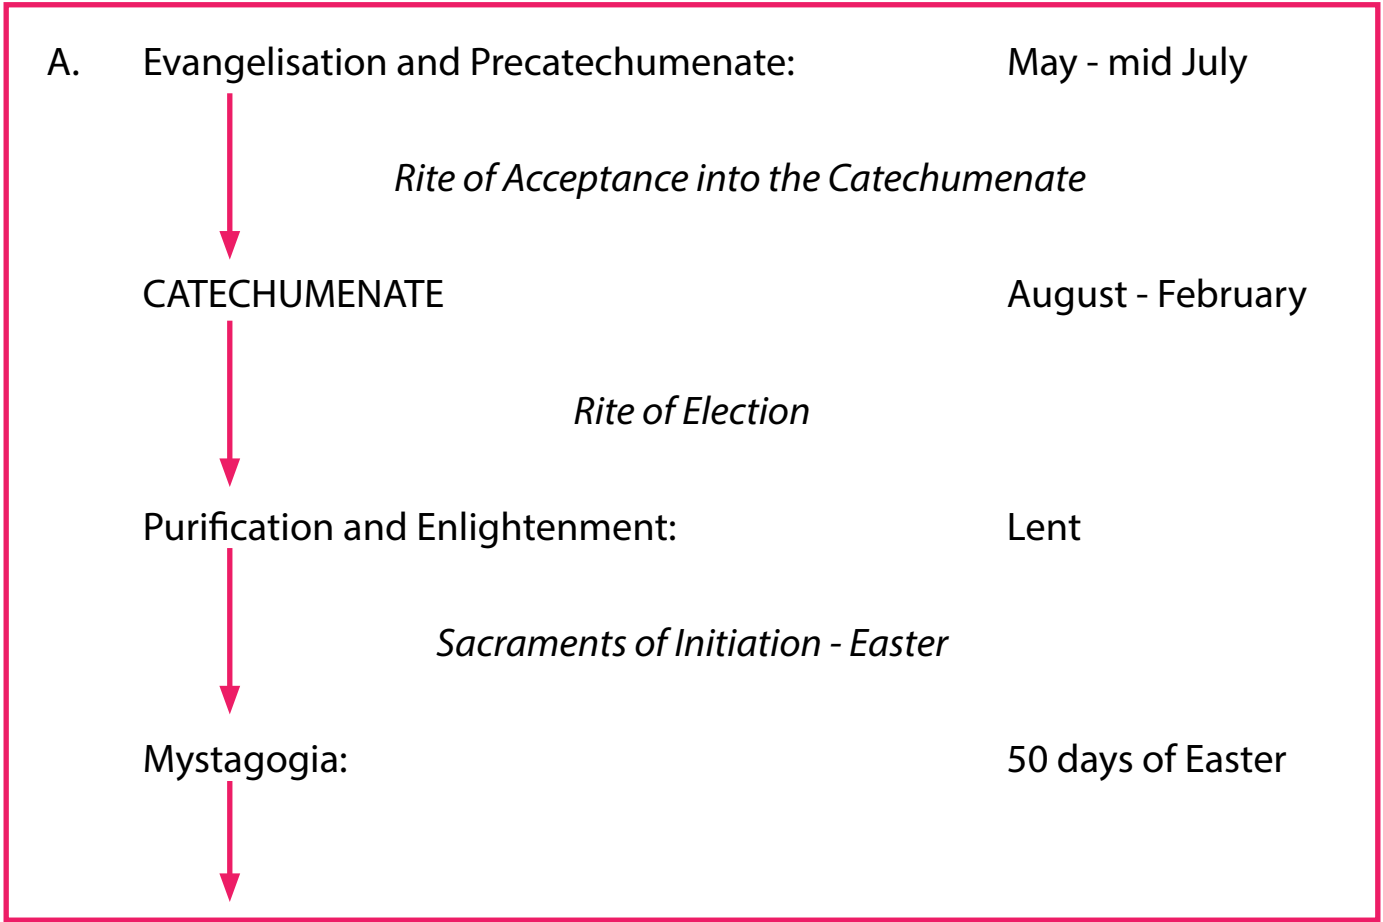 A. Evangelisation and Precatechumenate: May - mid July
Rite of Acceptance into the Catechumenate
CATECHUMENATE August - February
Rite of Election
Purification and Enlightenment: Lent
Sacraments of Initiation - Easter
Mystagogia: 50 days of Easter